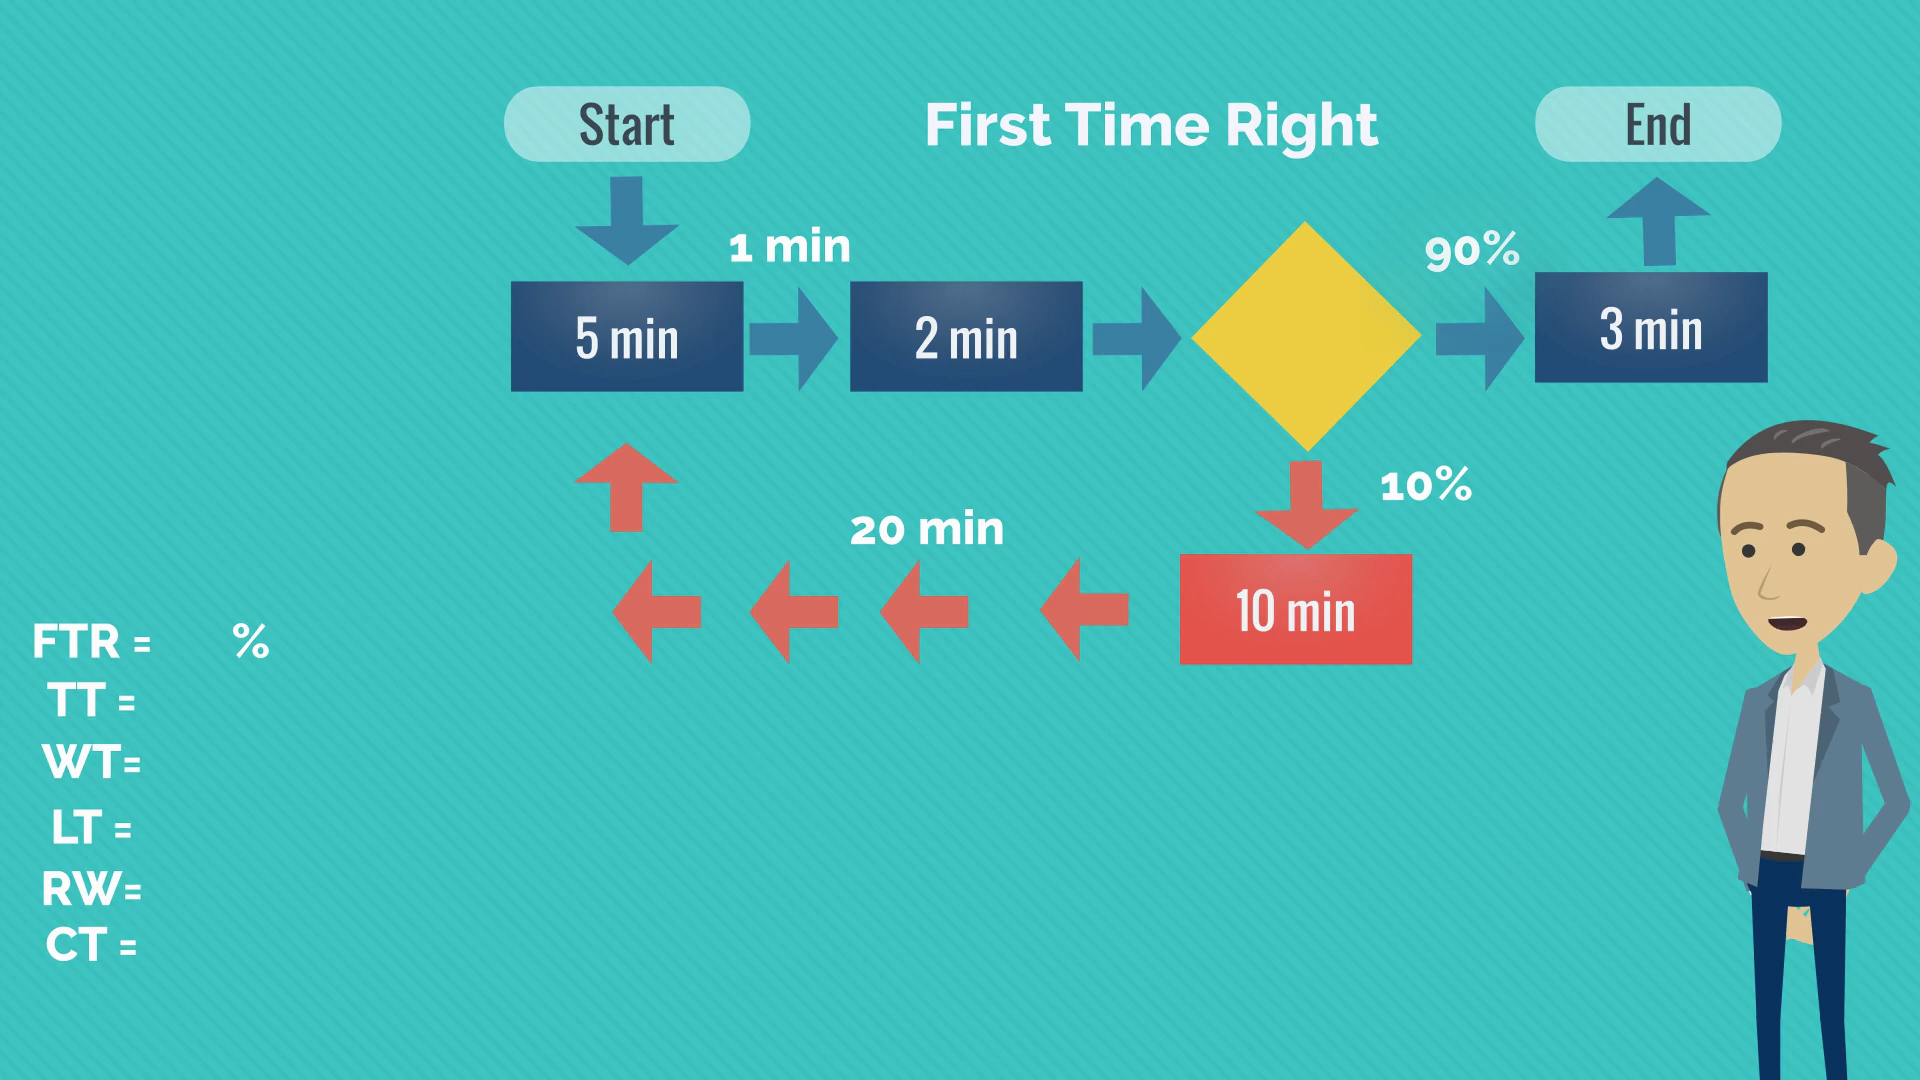 Start
First Time Right
End
1 min
90%
5 min
2 min
3 min
10%
20 min
10 min
FTR = %
TT =
WT=
LT =
RW=
CT =